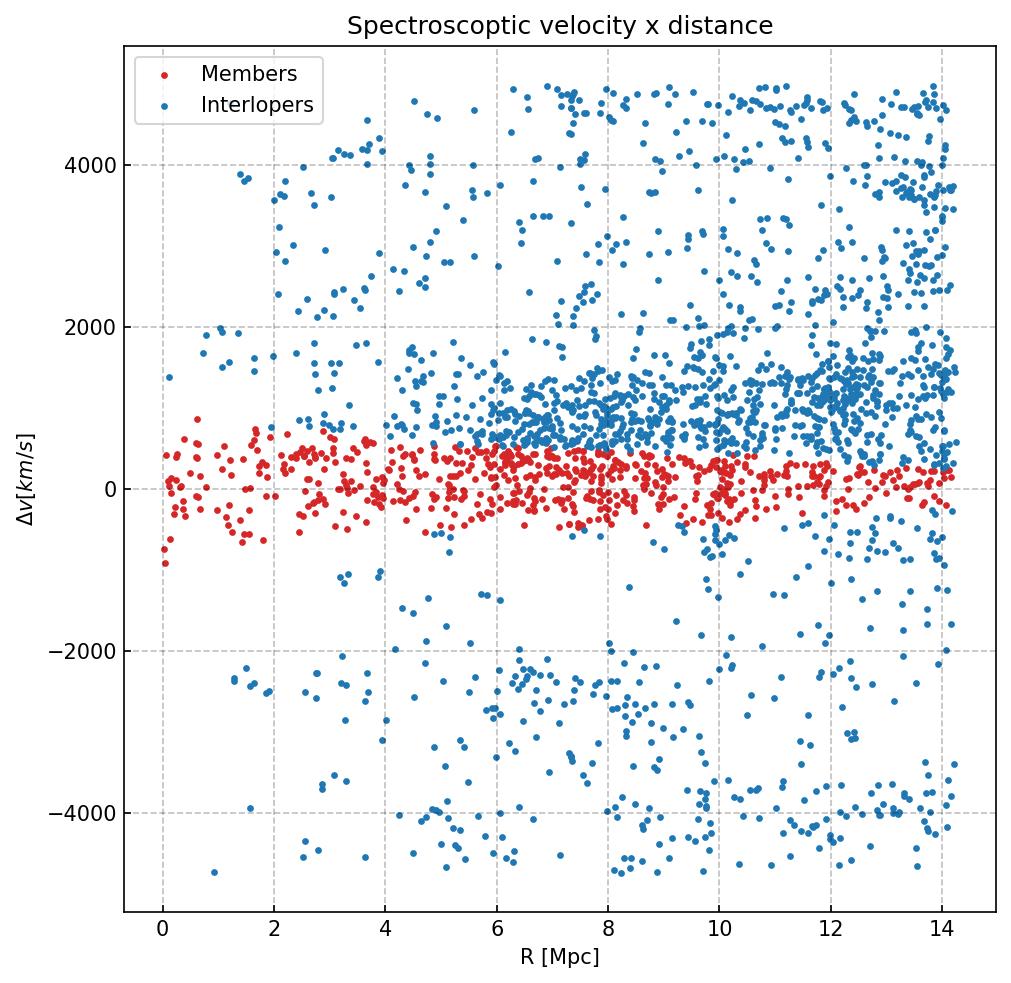 Spectroscoptic velocity x distance
Members
Interlopers
4000
2000
0
−2000
−4000
Δv[km/s]
0 2 4 6 8 10 12 14
R [Mpc]